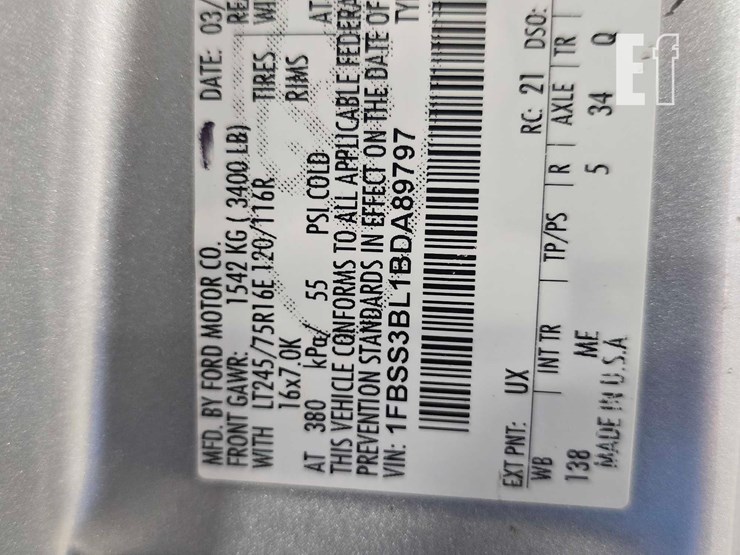 MFD. BY FORD MOTOR CO. DATE: 03/
FRONT GAWR: 1542 KG ( 3400 LB)
WITH LT245/75R16E 120/116R TIRES
16x7.0K RIMS
AT 380 kPa/ 55 PSI COLD AT
THIS VEHICLE CONFORMS TO ALL APPLICABLE FEDERA
PREVENTION STANDARDS IN EFFECT ON THE DATE OF
VIN: 1FBSS3BL1BDA89797 TY
EXT PNT: UX RC: 21 DSO:
WB | INT TR | TP/PS | R | AXLE | TR |
138 ME 5 34 Q
MADE IN U.S.A
Ef